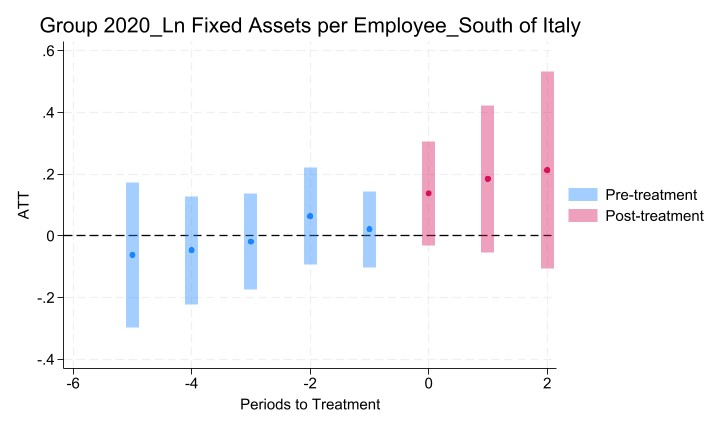 Group 2020_Ln Fixed Assets per Employee_South of Italy
.6
.4
.2
0
-.2
-.4
ATT
-6
-4
-2
0
2
Periods to Treatment
Pre-treatment
Post-treatment